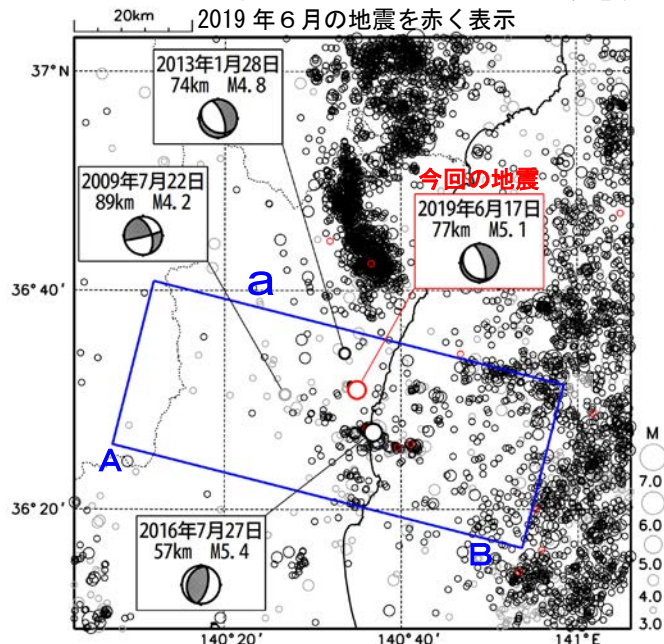 20km
2019年6月の地震を赤く表示
37°N
2013年1月28日
74km M4.8
2009年7月22日
89km M4.2
今回の地震
2019年6月17日
77km M5.1
a
36°40'
A
36°20'
B
2016年7月27日
57km M5.4
M
7.0
6.0
5.0
4.0
3.0
140°20'
140°40'
141°E